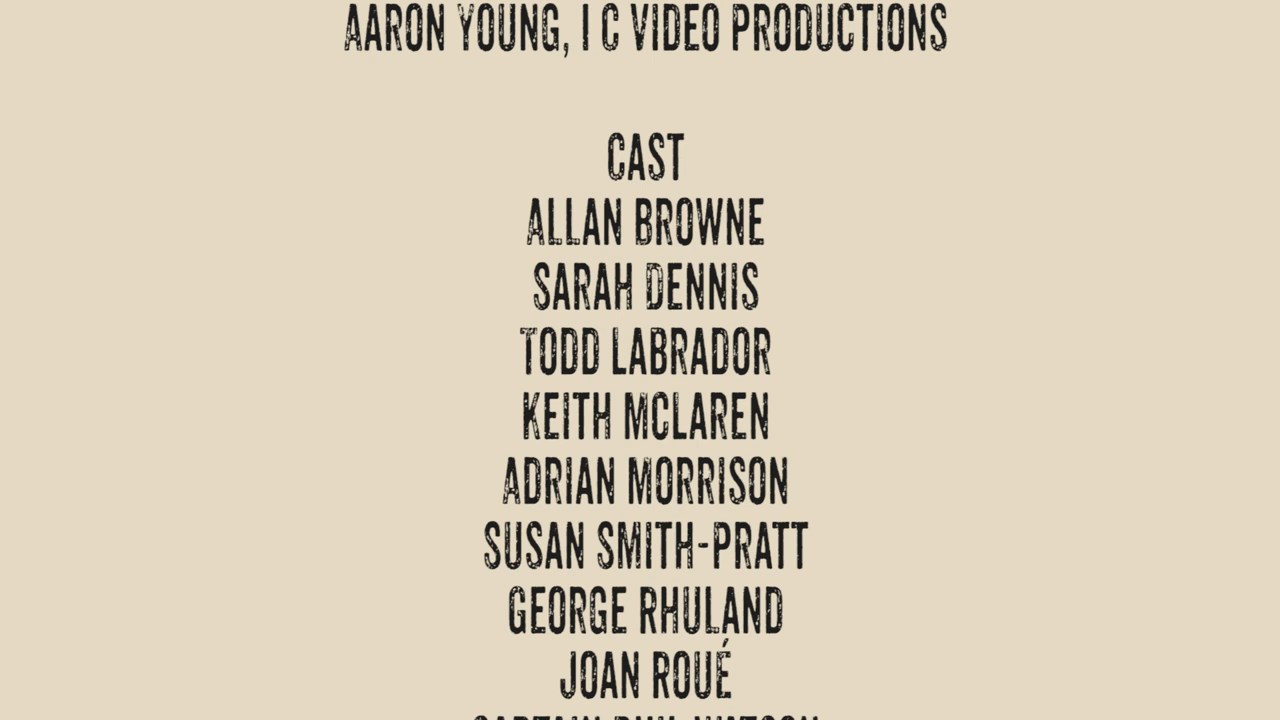 AARON YOUNG, I C VIDEO PRODUCTIONS
CAST
ALLAN BROWNE
SARAH DENNIS
TODD LABRADOR
KEITH MCLAREN
ADRIAN MORRISON
SUSAN SMITH-PRATT
GEORGE RHULAND
JOAN ROUÉ